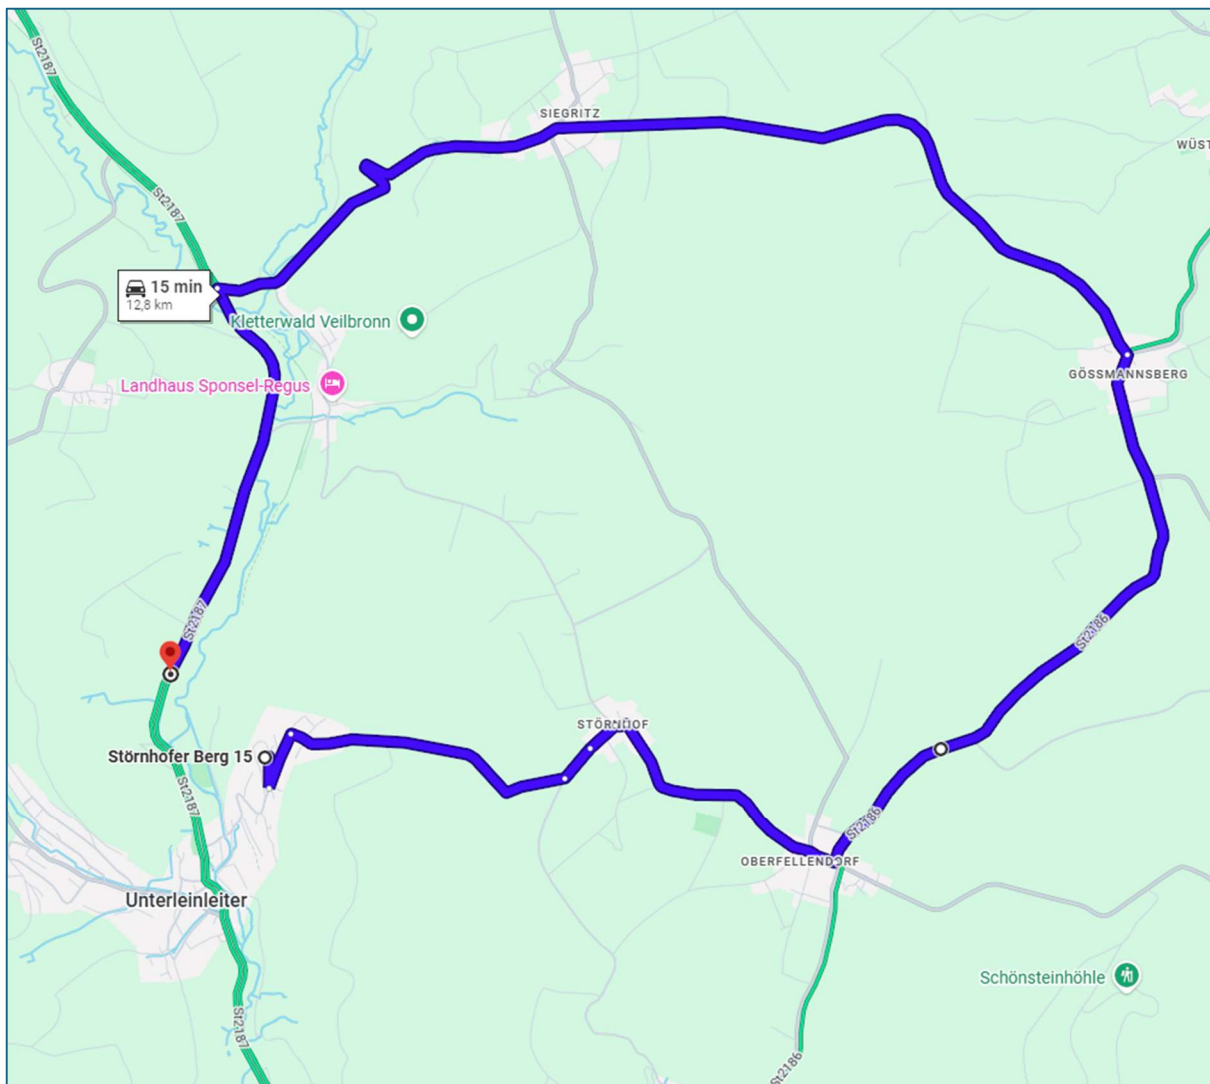 St2187
SIEGRITZ
WÜST
St2187
15 min
12,8 km
Kletterwald Veilbronn
GÖSSMANNSBERG
Landhaus Sponsel-Regus
St2187
St2186
STÖRNHOF
Störnhofer Berg 15
St2187
St2186
OBERFELLENDORF
Unterleinleiter
Schönsteinhöhle
St2187
St2186